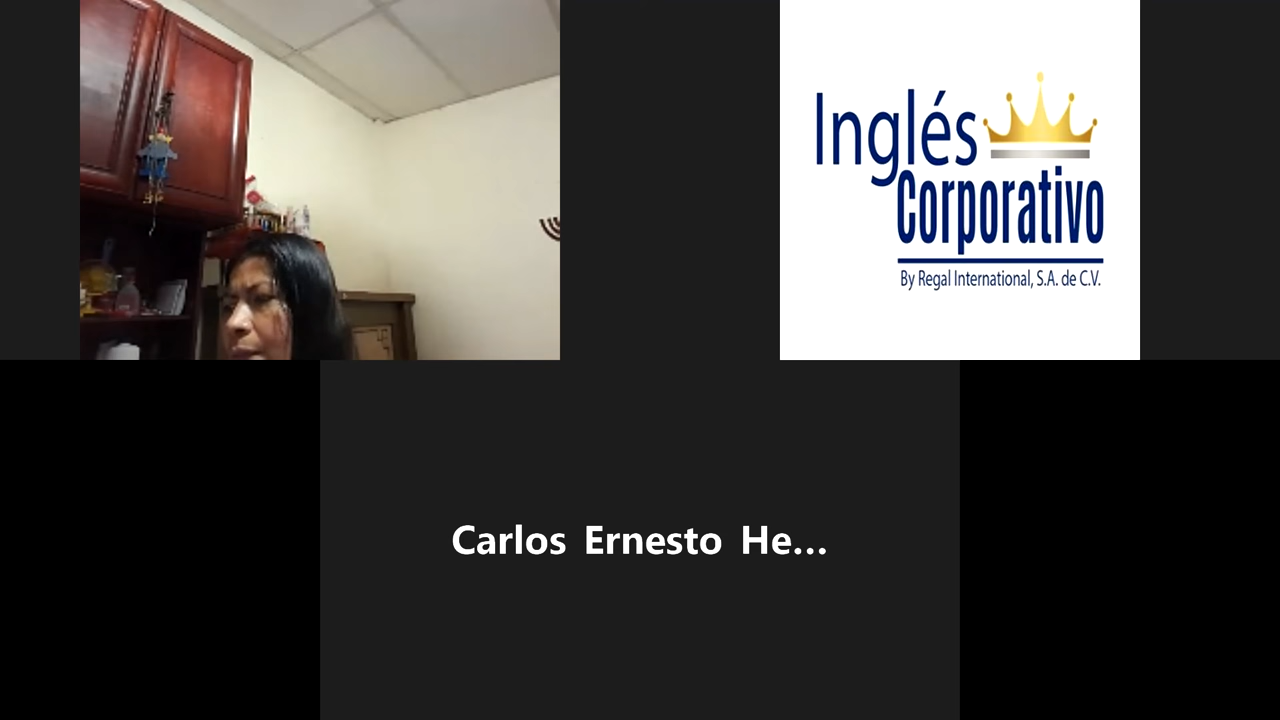 Inglés
Corporativo
By Regal International, S.A. de C.V.
Carlos Ernesto He...